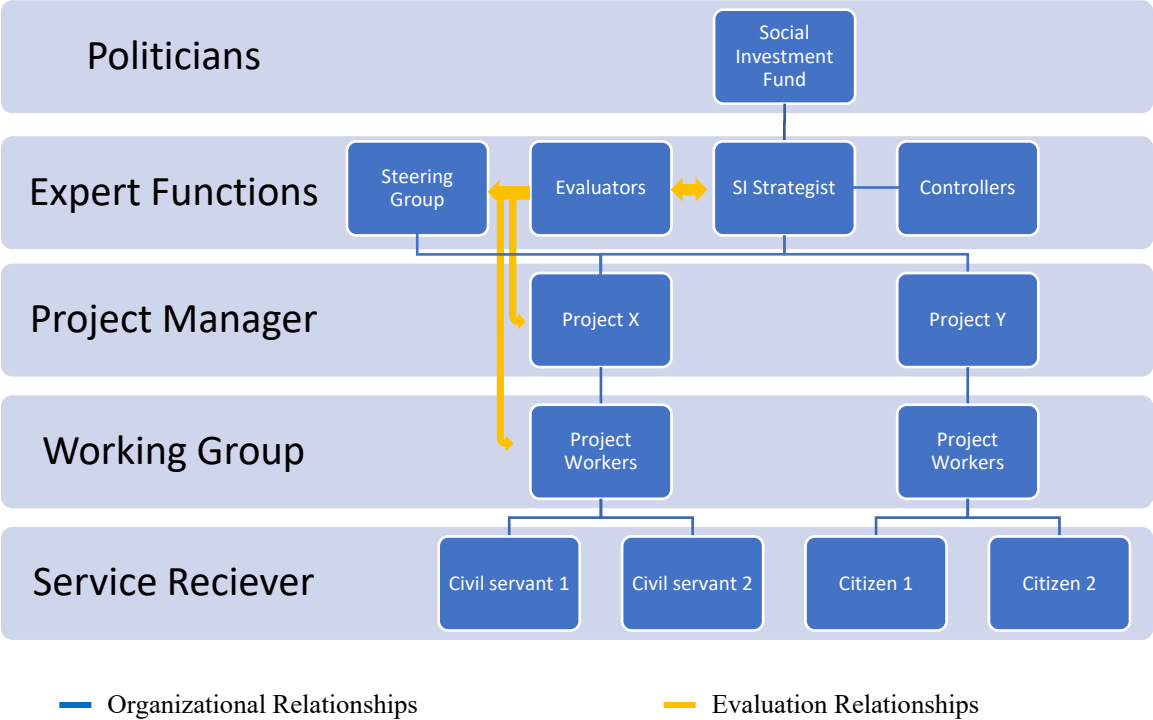 Politicians
Social
Investment
Fund
Expert Functions
Steering
Group
Evaluators
SI Strategist
Controllers
Project Manager
Project X
Project Y
Working Group
Project
Workers
Project
Workers
Service Reciever
Civil servant 1
Civil servant 2
Citizen 1
Citizen 2
Organizational Relationships
Evaluation Relationships